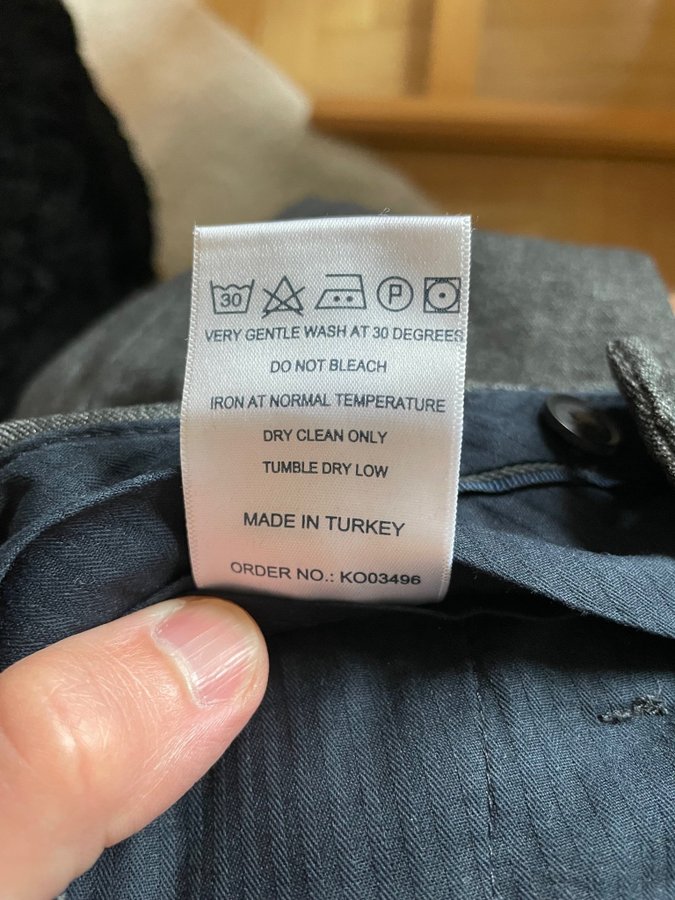 30 P
VERY GENTLE WASH AT 30 DEGREES
DO NOT BLEACH
IRON AT NORMAL TEMPERATURE
DRY CLEAN ONLY
TUMBLE DRY LOW
MADE IN TURKEY
ORDER NO.: KO03496